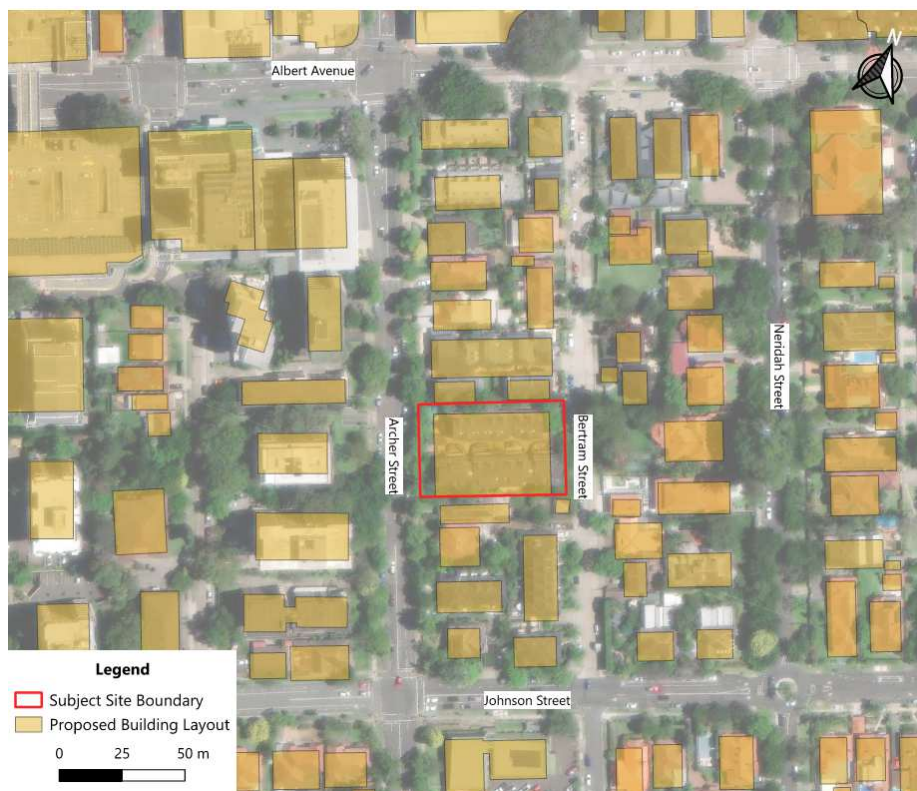 N
Albert Avenue
Neridah Street
Archer Street
Bertram Street
Johnson Street
Legend
Subject Site Boundary
Proposed Building Layout
0 25 50 m